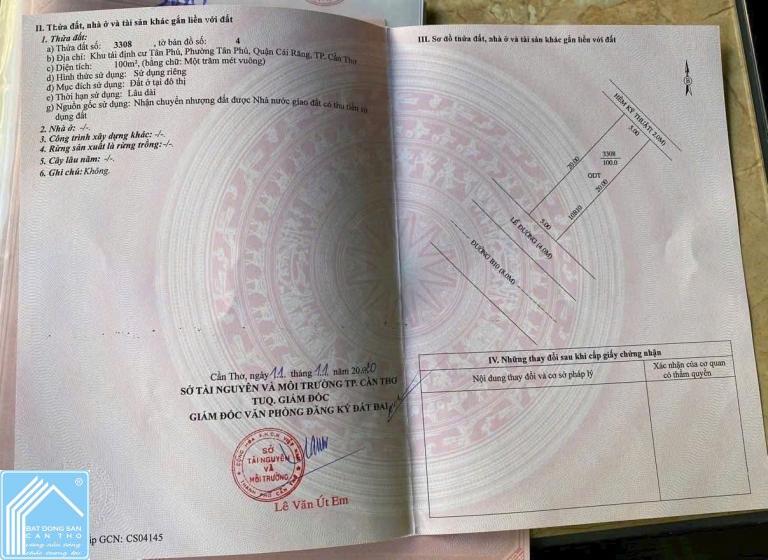 II. Thửa đất, nhà ở và tài sản khác gắn liền với đất
1. Thửa đất:
a) Thửa đất số: 3308 , tờ bản đồ số: 4
b) Địa chỉ: Khu tái định cư Tân Phú, Phường Tân Phú, Quận Cái Răng, TP. Cần Thơ
c) Diện tích: 100m², (bằng chữ: Một trăm mét vuông)
d) Hình thức sử dụng: Sử dụng riêng
đ) Mục đích sử dụng: Đất ở tại đô thị
e) Thời hạn sử dụng: Lâu dài
g) Nguồn gốc sử dụng: Nhận chuyển nhượng đất được Nhà nước giao đất có thu tiền sử
dụng đất
2. Nhà ở: -/-.
3. Công trình xây dựng khác: -/-.
4. Rừng sản xuất là rừng trồng:-/-.
5. Cây lâu năm: -/-.
6. Ghi chú:Không.
Cần Thơ, ngày 11 tháng 11 năm 2020
SỞ TÀI NGUYÊN VÀ MÔI TRƯỜNG TP. CẦN THƠ
TUQ. GIÁM ĐỐC
GIÁM ĐỐC VĂN PHÒNG ĐĂNG KÝ ĐẤT ĐAI
SỞ
TÀI NGUYÊN
VÀ
MÔI TRƯỜNG
THÀNH PHỐ CẦN THƠ
Lê Văn Út Em
ấp GCN: CS04145
BAT DONG SAN
CAN THO
III. Sơ đồ thửa đất, nhà ở và tài sản khác gắn liền với đất
B
HẺM KỸ THUẬT( 2.0M)
5.00
20.00
3308
100.0
ODT
20.00
10810
5.00
LỀ ĐƯỜNG (4.0M)
ĐƯỜNG B10 (8.0M)
IV. Những thay đổi sau khi cấp giấy chứng nhận
Nội dung thay đổi và cơ sở pháp lý
Xác nhận của cơ quan
có thẩm quyền